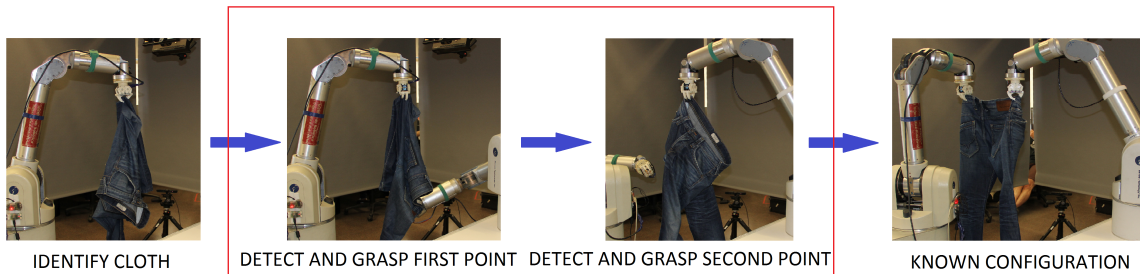 IDENTIFY CLOTH
DETECT AND GRASP FIRST POINT
DETECT AND GRASP SECOND POINT
KNOWN CONFIGURATION